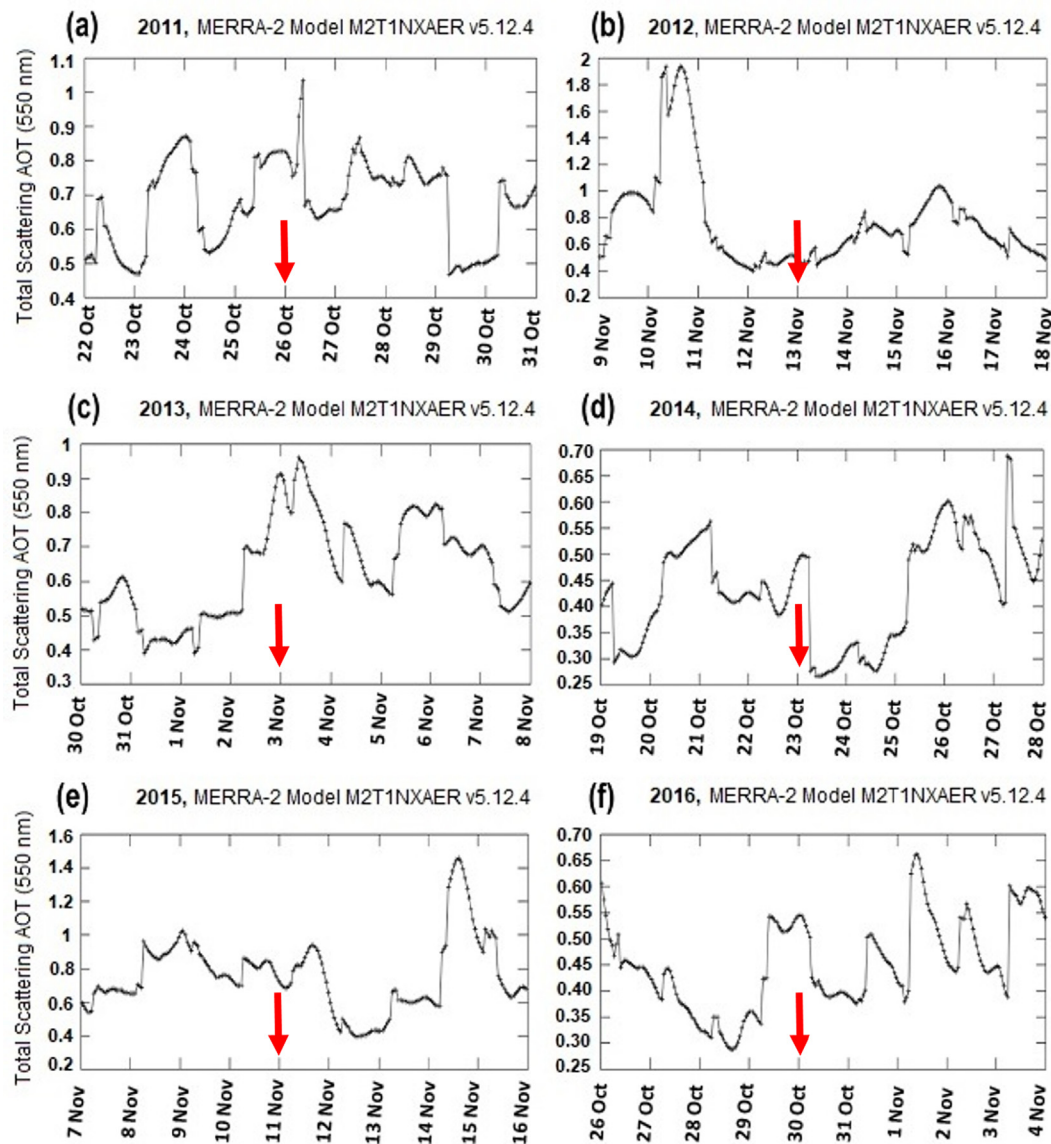 (a) 2011, MERRA-2 Model M2T1NXAER v5.12.4
Total Scattering AOT (550 nm)
1.1
1
0.9
0.8
0.7
0.6
0.5
0.4
22 Oct
23 Oct
24 Oct
25 Oct
26 Oct
27 Oct
28 Oct
29 Oct
30 Oct
31 Oct
(b) 2012, MERRA-2 Model M2T1NXAER v5.12.4
2
1.8
1.6
1.4
1.2
1
0.8
0.6
0.4
0.2
9 Nov
10 Nov
11 Nov
12 Nov
13 Nov
14 Nov
15 Nov
16 Nov
17 Nov
18 Nov
(c) 2013, MERRA-2 Model M2T1NXAER v5.12.4
Total Scattering AOT (550 nm)
1
0.9
0.8
0.7
0.6
0.5
0.4
0.3
30 Oct
31 Oct
1 Nov
2 Nov
3 Nov
4 Nov
5 Nov
6 Nov
7 Nov
8 Nov
(d) 2014, MERRA-2 Model M2T1NXAER v5.12.4
0.70
0.65
0.60
0.55
0.50
0.45
0.40
0.35
0.30
0.25
19 Oct
20 Oct
21 Oct
22 Oct
23 Oct
24 Oct
25 Oct
26 Oct
27 Oct
28 Oct
(e) 2015, MERRA-2 Model M2T1NXAER v5.12.4
Total Scattering AOT (550 nm)
1.6
1.4
1.2
1
0.8
0.6
0.4
0.2
7 Nov
8 Nov
9 Nov
10 Nov
11 Nov
12 Nov
13 Nov
14 Nov
15 Nov
16 Nov
(f) 2016, MERRA-2 Model M2T1NXAER v5.12.4
0.70
0.65
0.60
0.55
0.50
0.45
0.40
0.35
0.30
0.25
26 Oct
27 Oct
28 Oct
29 Oct
30 Oct
31 Oct
1 Nov
2 Nov
3 Nov
4 Nov